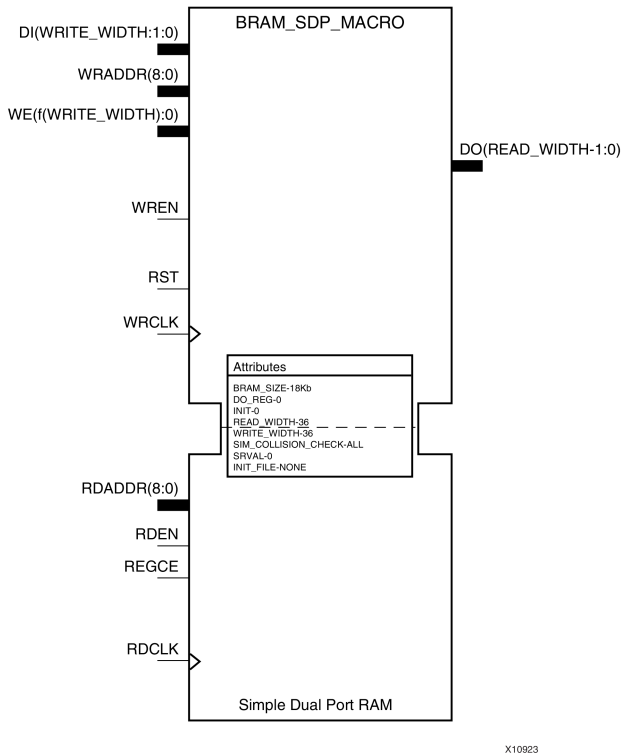 BRAM_SDP_MACRO
DI(WRITE_WIDTH:1:0)
WRADDR(8:0)
WE(f(WRITE_WIDTH):0)
DO(READ_WIDTH-1:0)
WREN
RST
WRCLK
Attributes
BRAM_SIZE-18Kb
DO_REG-0
INIT-0
READ_WIDTH-36
WRITE_WIDTH-36
SIM_COLLISION_CHECK-ALL
SRVAL-0
INIT_FILE-NONE
RDADDR(8:0)
RDEN
REGCE
RDCLK
Simple Dual Port RAM
X10923